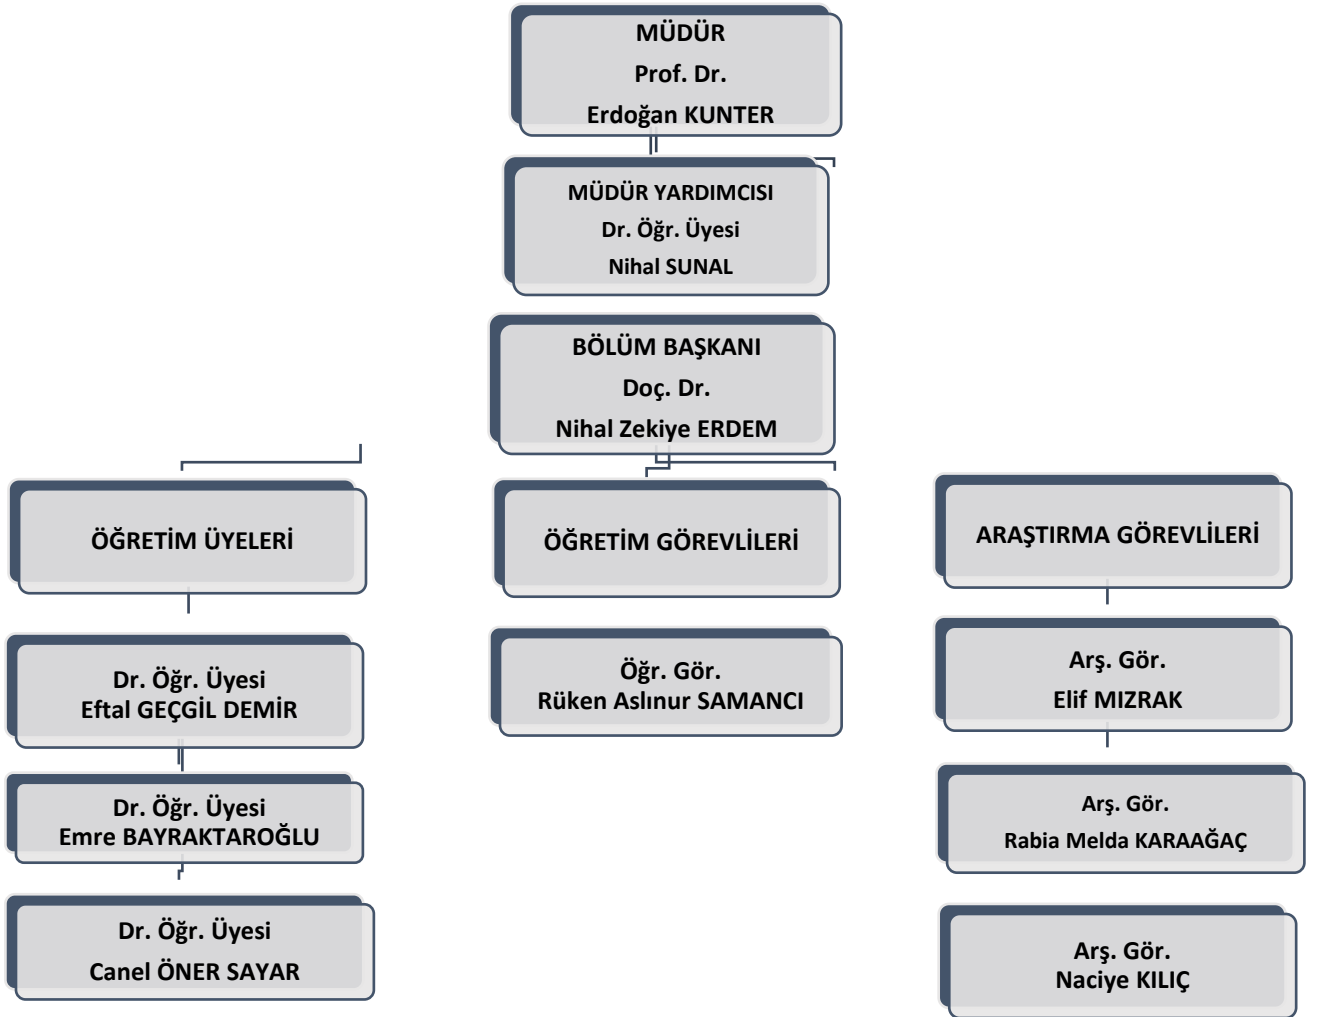 MÜDÜR
Prof. Dr.
Erdoğan KUNTER
MÜDÜR YARDIMCISI
Dr. Öğr. Üyesi
Nihal SUNAL
BÖLÜM BAŞKANI
Doç. Dr.
Nihal Zekiye ERDEM
ÖĞRETİM ÜYELERİ
Dr. Öğr. Üyesi
Eftal GEÇGİL DEMİR
Dr. Öğr. Üyesi
Emre BAYRAKTAROĞLU
Dr. Öğr. Üyesi
Canel ÖNER SAYAR
ÖĞRETİM GÖREVLİLERİ
Öğr. Gör.
Rüken Aslınur SAMANCI
ARAŞTIRMA GÖREVLİLERİ
Arş. Gör.
Elif MIZRAK
Arş. Gör.
Rabia Melda KARAAĞAÇ
Arş. Gör.
Naciye KILIÇ